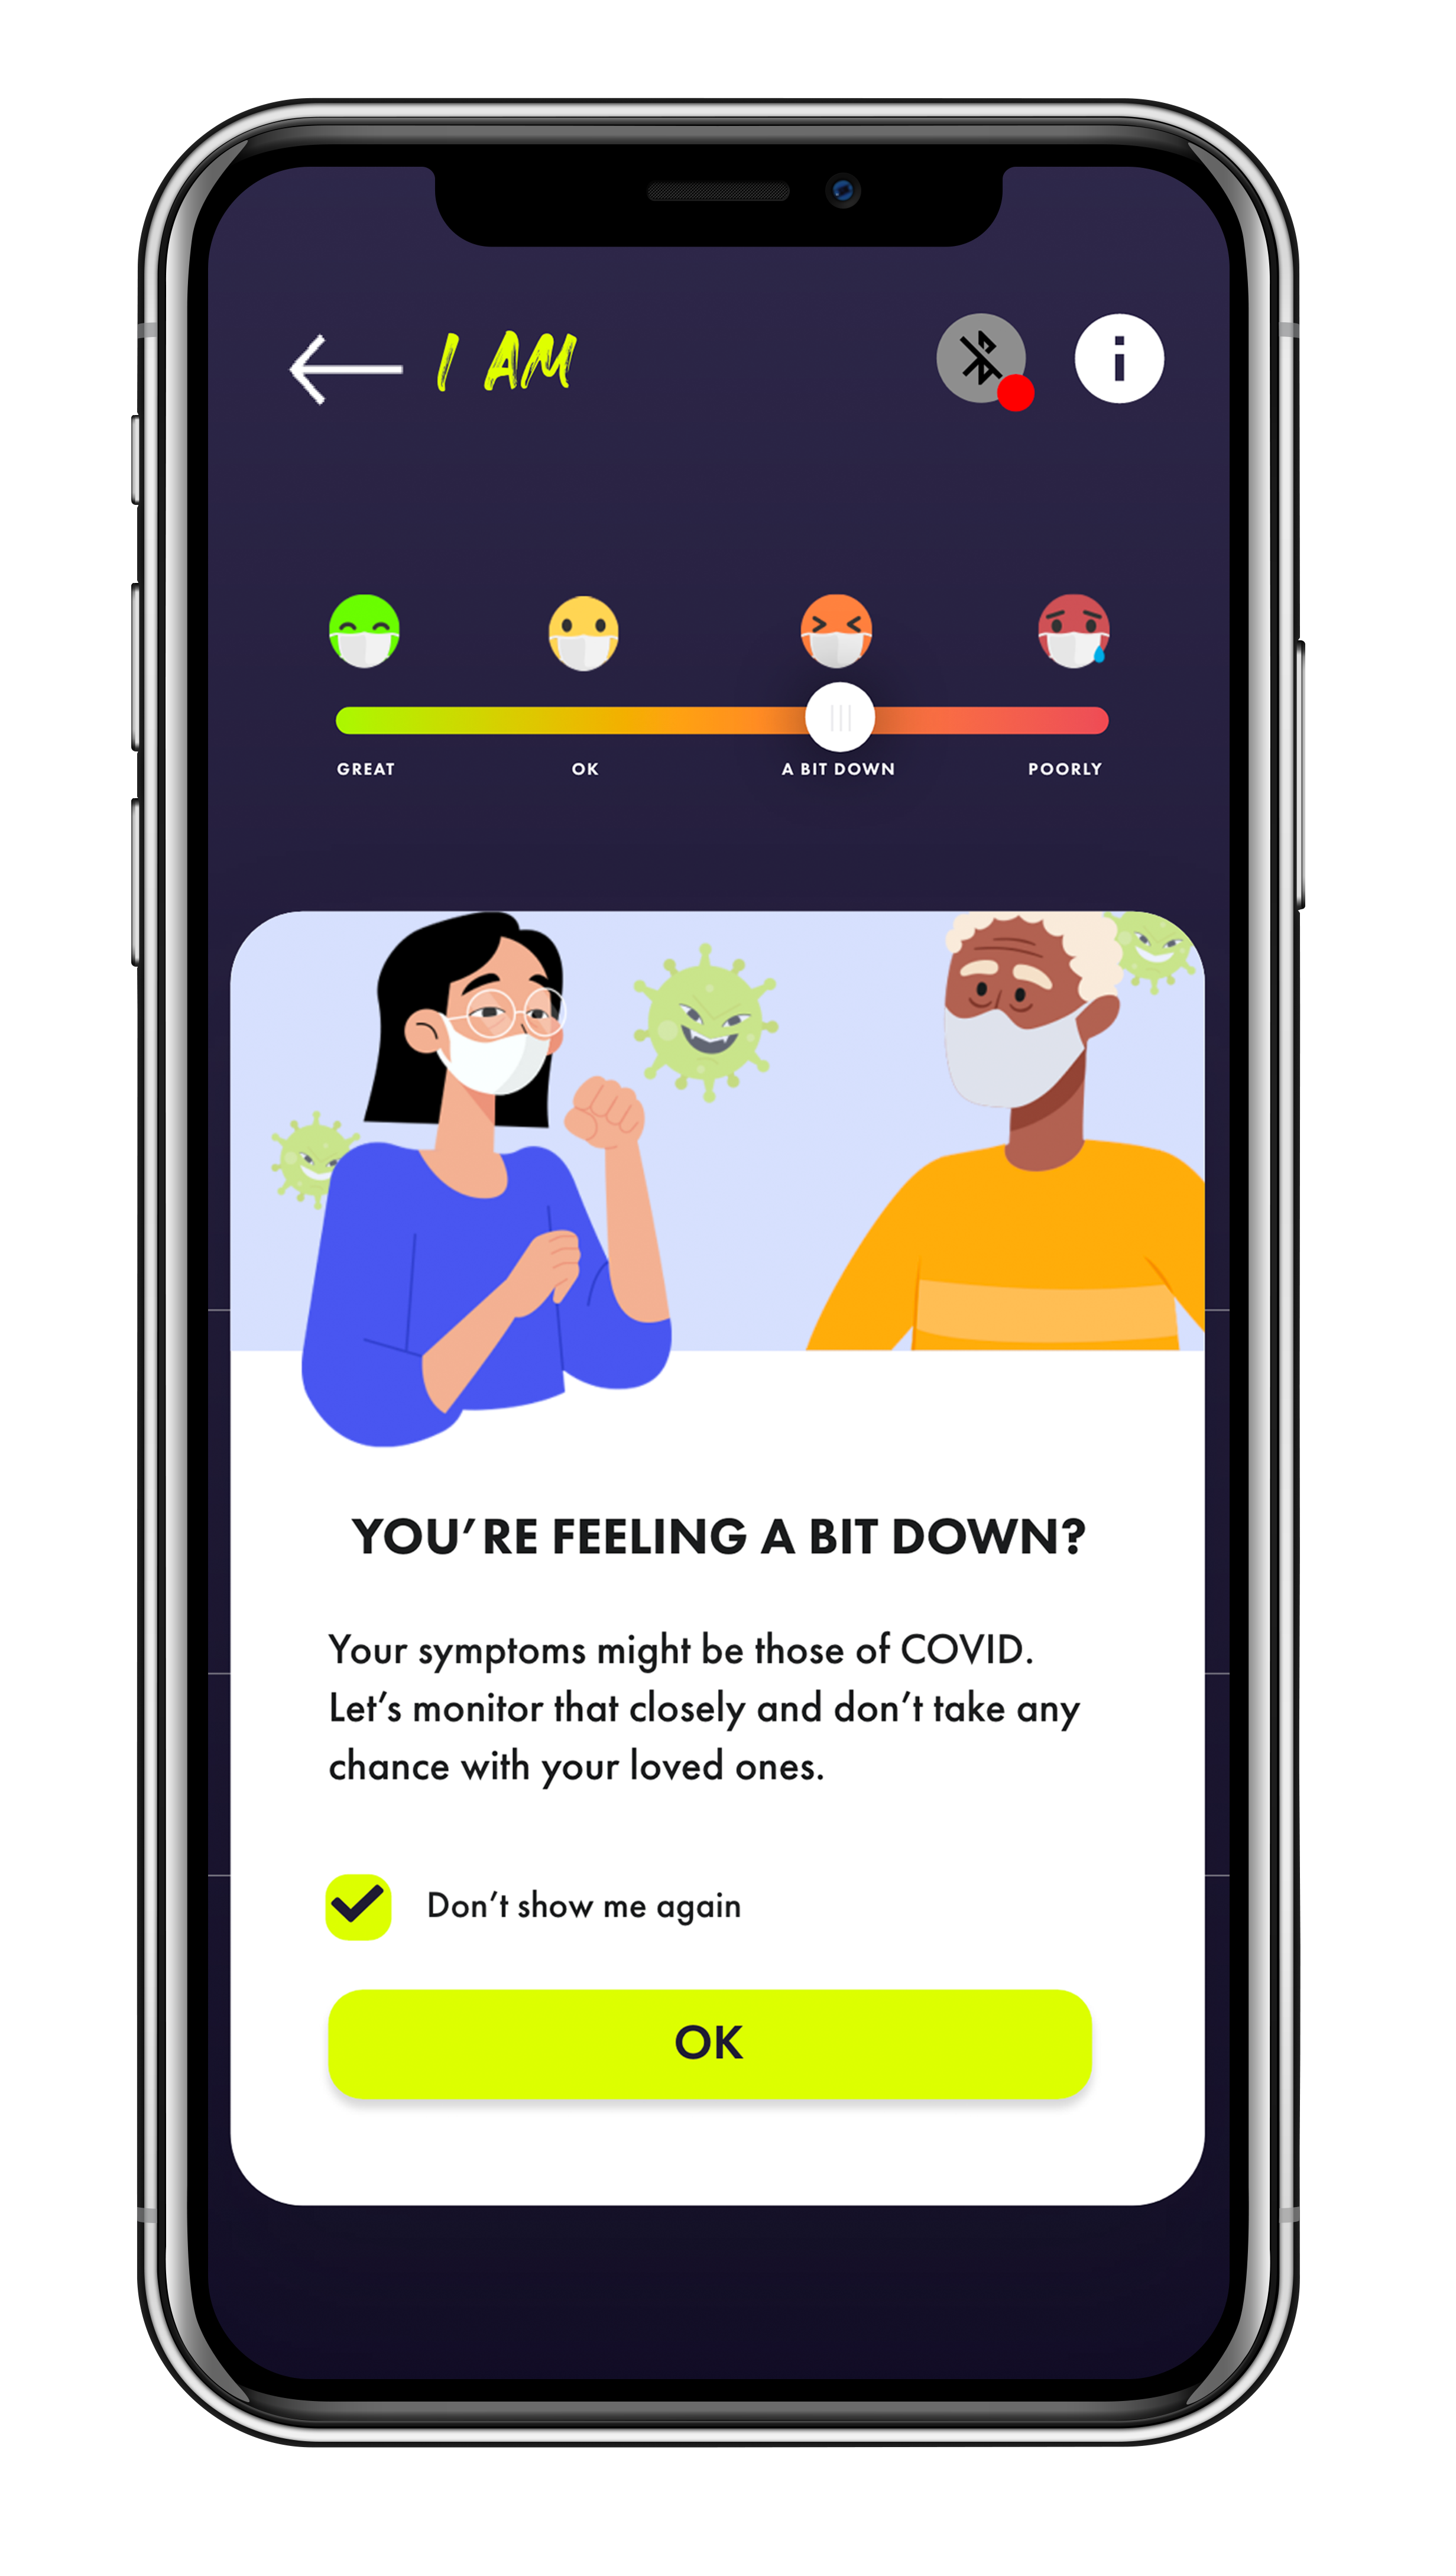 I AM
GREAT
OK
A BIT DOWN
POORLY
YOU’RE FEELING A BIT DOWN?
Your symptoms might be those of COVID.
Let’s monitor that closely and don’t take any
chance with your loved ones.
Don’t show me again
OK